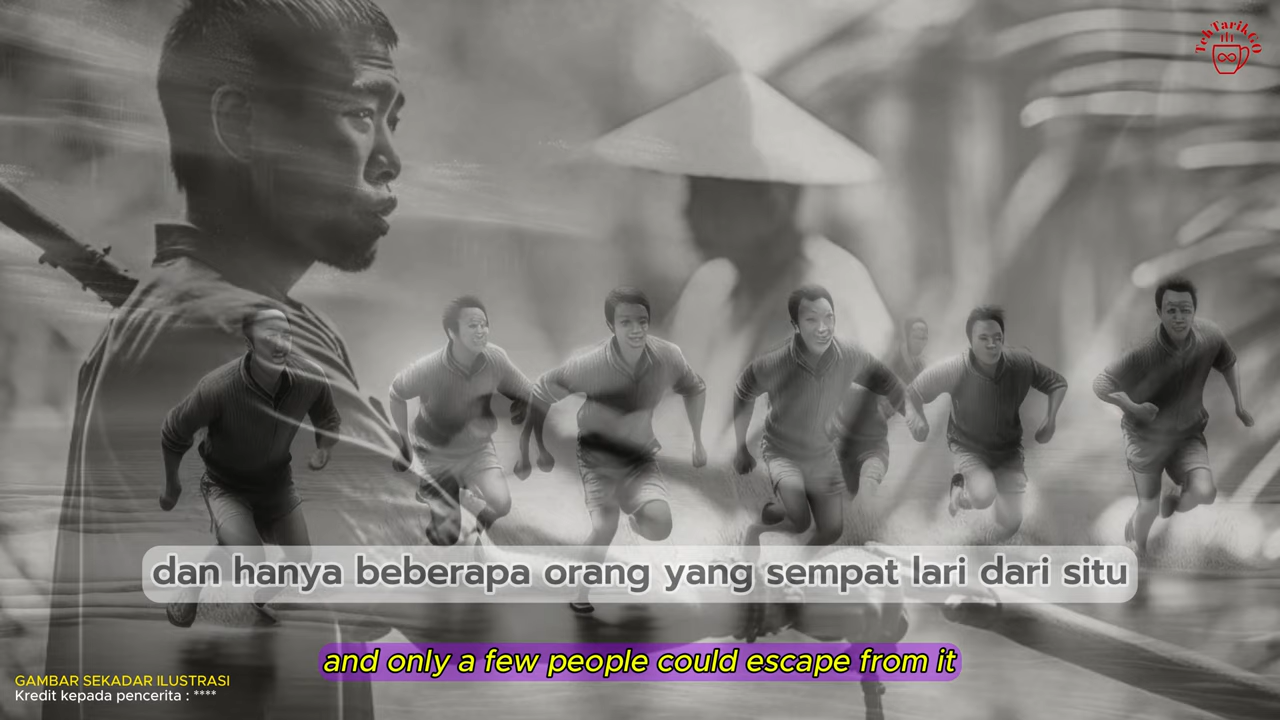 TehTarikGO
dan hanya beberapa orang yang sempat lari dari situ
and only a few people could escape from it
GAMBAR SEKADAR ILUSTRASI
Kredit kepada pencerita : ****